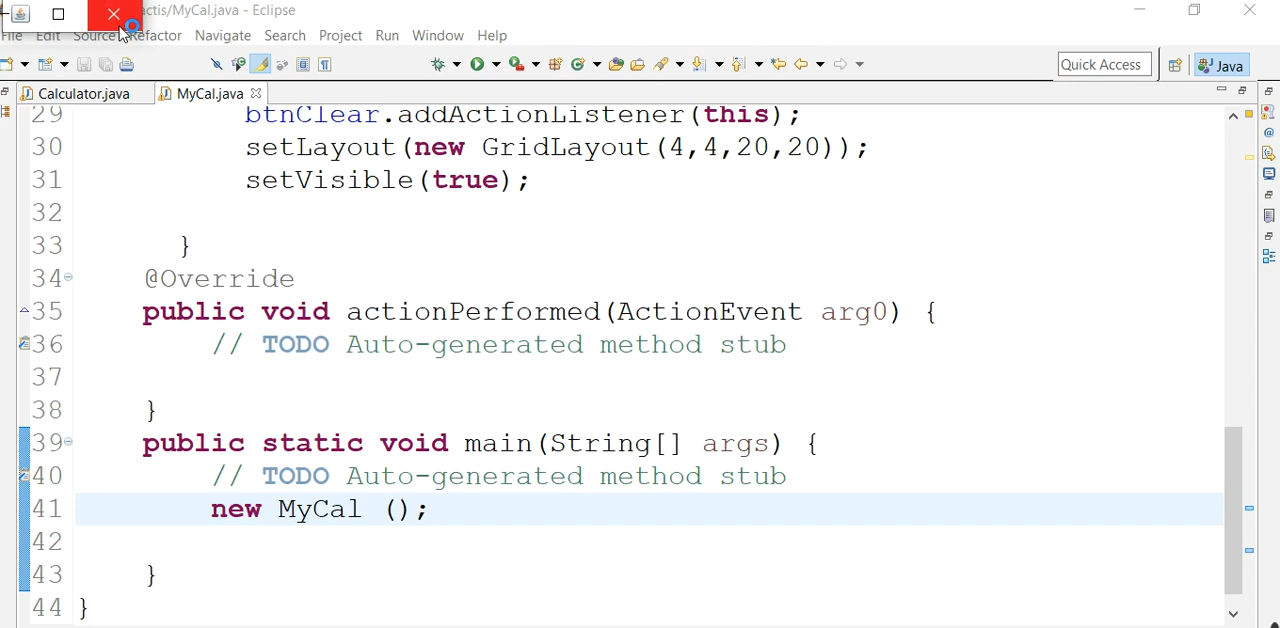 actis/MyCal.java - Eclipse
File Edit Source Refactor Navigate Search Project Run Window Help
Quick Access Java
Calculator.java MyCal.java
29 btnClear.addActionListener(this);
30 setLayout(new GridLayout(4,4,20,20));
31 setVisible(true);
32
33 }
34 @Override
35 public void actionPerformed(ActionEvent arg0) {
36 // TODO Auto-generated method stub
37
38 }
39 public static void main(String[] args) {
40 // TODO Auto-generated method stub
41 new MyCal ();
42
43 }
44 }